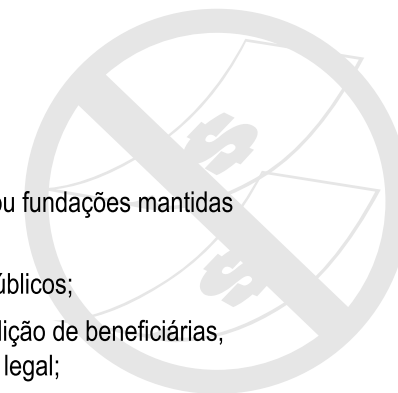 ou fundações mantidas
úblicos;
lição de beneficiárias,
legal;